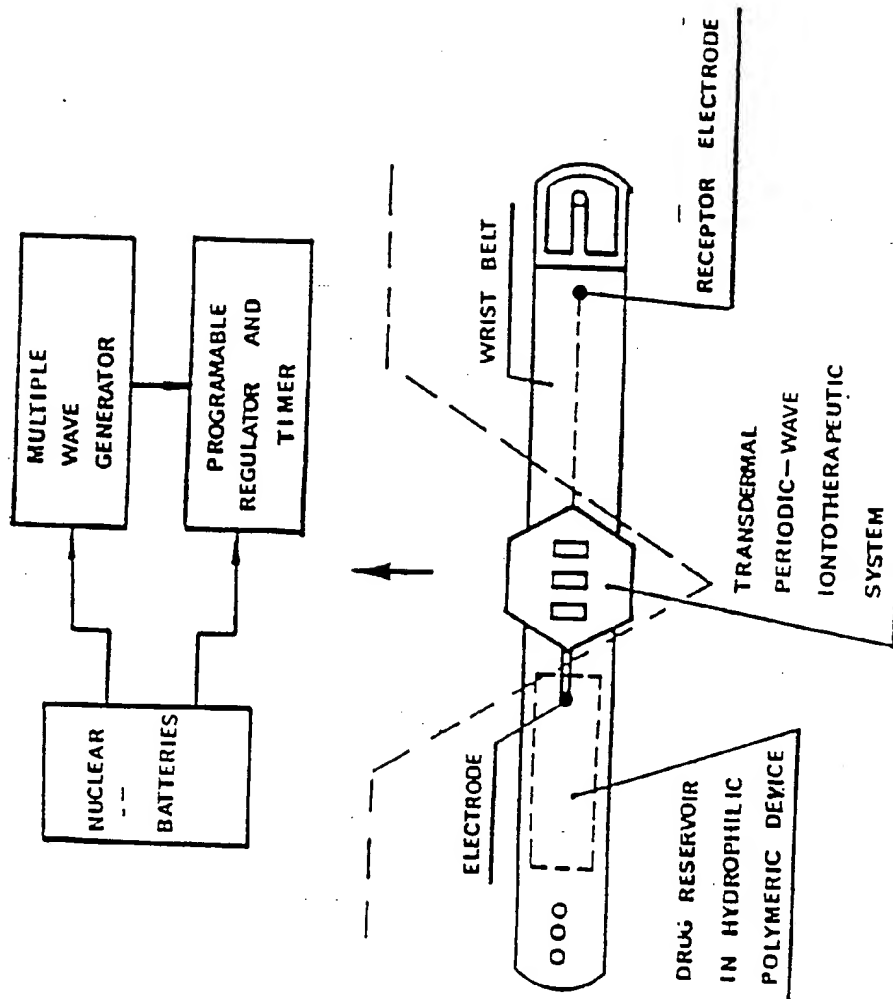 MULTIPLE
WAVE
GENERATOR
PROGRAMABLE
REGULATOR AND
TIMER
NUCLEAR
BATTERIES
WRIST BELT
RECEPTOR ELECTRODE
ELECTRODE
TRANSDERMAL
PERIODIC-WAVE
IONTOTHERAPEUTIC
SYSTEM
DRUG RESERVOIR
IN HYDROPHILIC
POLYMERIC DEVICE